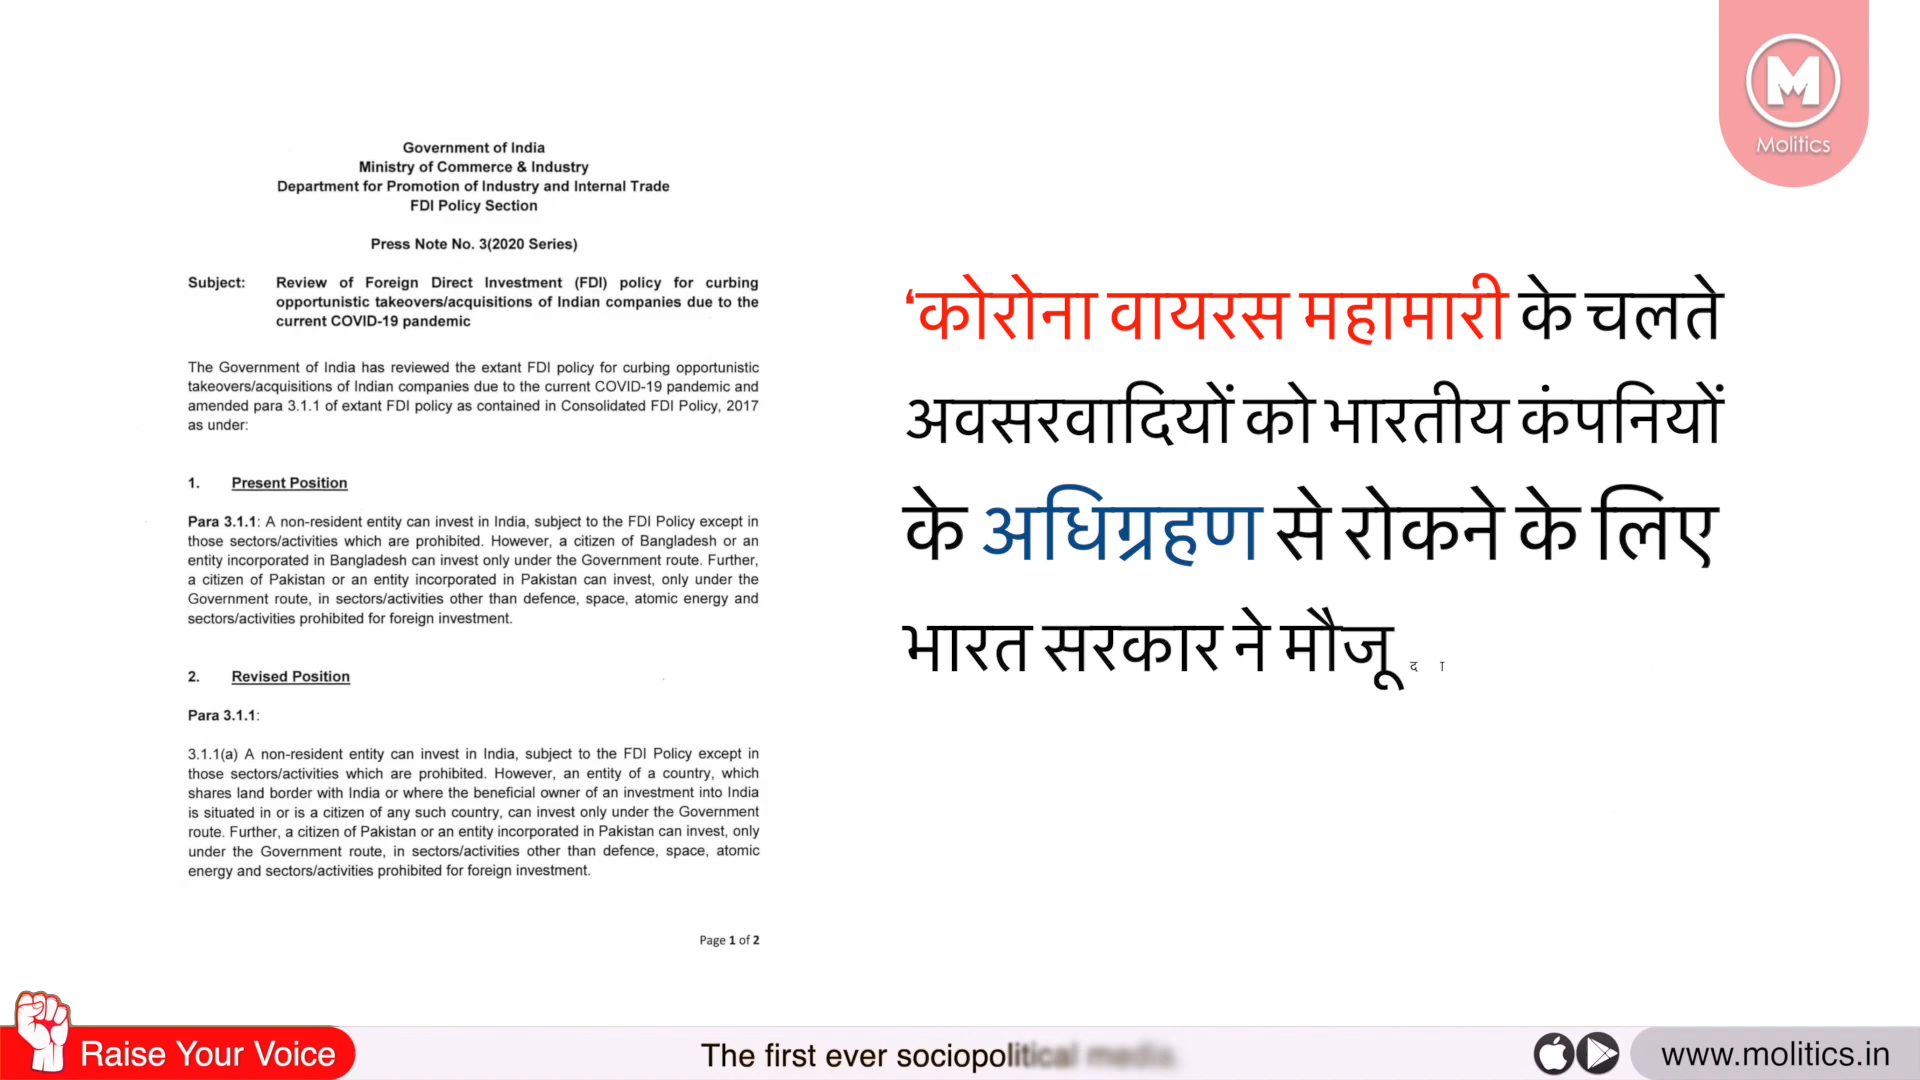 Government of India
Ministry of Commerce & Industry
Department for Promotion of Industry and Internal Trade
FDI Policy Section
Press Note No. 3(2020 Series)
Subject: Review of Foreign Direct Investment (FDI) policy for curbing
opportunistic takeovers/acquisitions of Indian companies due to the
current COVID-19 pandemic
The Government of India has reviewed the extant FDI policy for curbing opportunistic
takeovers/acquisitions of Indian companies due to the current COVID-19 pandemic and
amended para 3.1.1 of extant FDI policy as contained in Consolidated FDI Policy, 2017
as under:
1. Present Position
Para 3.1.1: A non-resident entity can invest in India, subject to the FDI Policy except in
those sectors/activities which are prohibited. However, a citizen of Bangladesh or an
entity incorporated in Bangladesh can invest only under the Government route. Further,
a citizen of Pakistan or an entity incorporated in Pakistan can invest, only under the
Government route, in sectors/activities other than defence, space, atomic energy and
sectors/activities prohibited for foreign investment.
2. Revised Position
Para 3.1.1:
3.1.1(a) A non-resident entity can invest in India, subject to the FDI Policy except in
those sectors/activities which are prohibited. However, an entity of a country, which
shares land border with India or where the beneficial owner of an investment into India
is situated in or is a citizen of any such country, can invest only under the Government
route. Further, a citizen of Pakistan or an entity incorporated in Pakistan can invest, only
under the Government route, in sectors/activities other than defence, space, atomic
energy and sectors/activities prohibited for foreign investment.
Page 1 of 2
‘कोरोना वायरस महामारी के चलते
अवसरवादियों को भारतीय कंपनियों
के अधिग्रहण से रोकने के लिए
भारत सरकार ने मौजूदा
M
Molitics
Raise Your Voice
The first ever sociopolitical media.
www.molitics.in